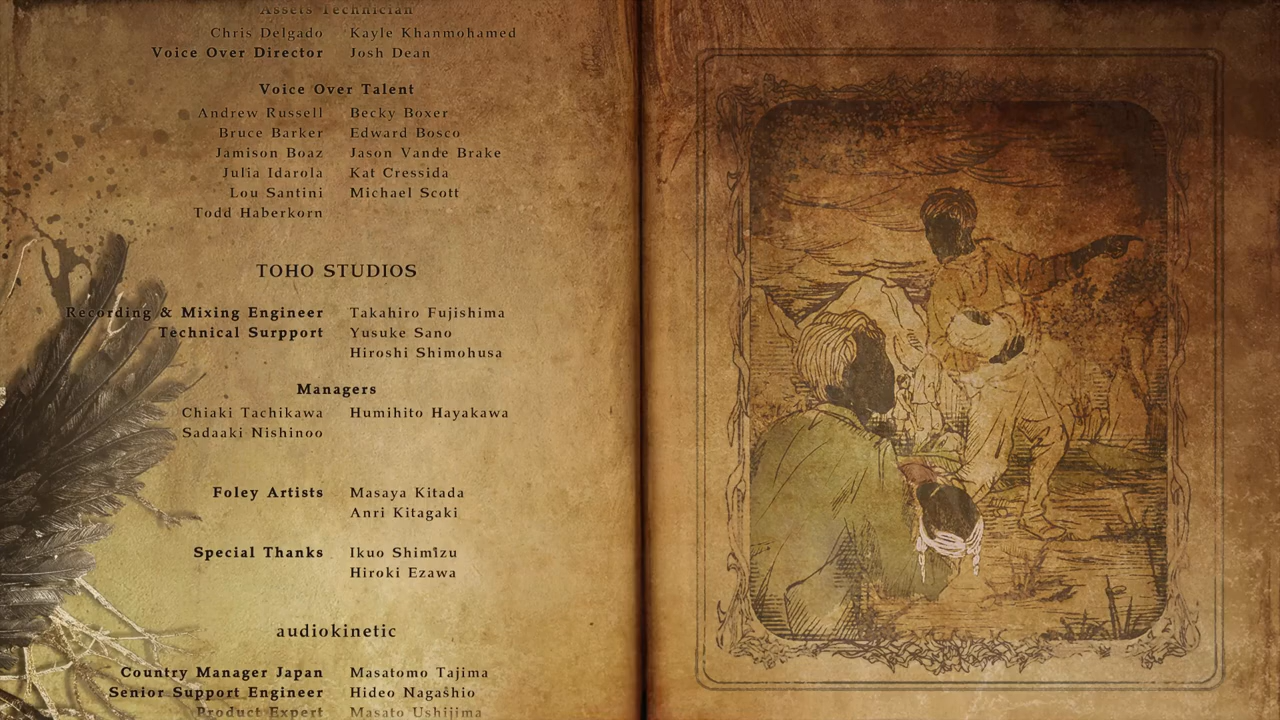 Assets Technician
Chris Delgado Kayle Khanmohamed
Voice Over Director Josh Dean
Voice Over Talent
Andrew Russell Becky Boxer
Bruce Barker Edward Bosco
Jamison Boaz Jason Vande Brake
Julia Idarola Kat Cressida
Lou Santini Michael Scott
Todd Haberkorn
TOHO STUDIOS
Recording & Mixing Engineer Takahiro Fujishima
Technical Surpport Yusuke Sano
Hiroshi Shimohusa
Managers
Chiaki Tachikawa Humihito Hayakawa
Sadaaki Nishinoo
Foley Artists Masaya Kitada
Anri Kitagaki
Special Thanks Ikuo Shimizu
Hiroki Ezawa
audiokinetic
Country Manager Japan Masatomo Tajima
Senior Support Engineer Hideo Nagashio
Product Expert Masato Ushijima